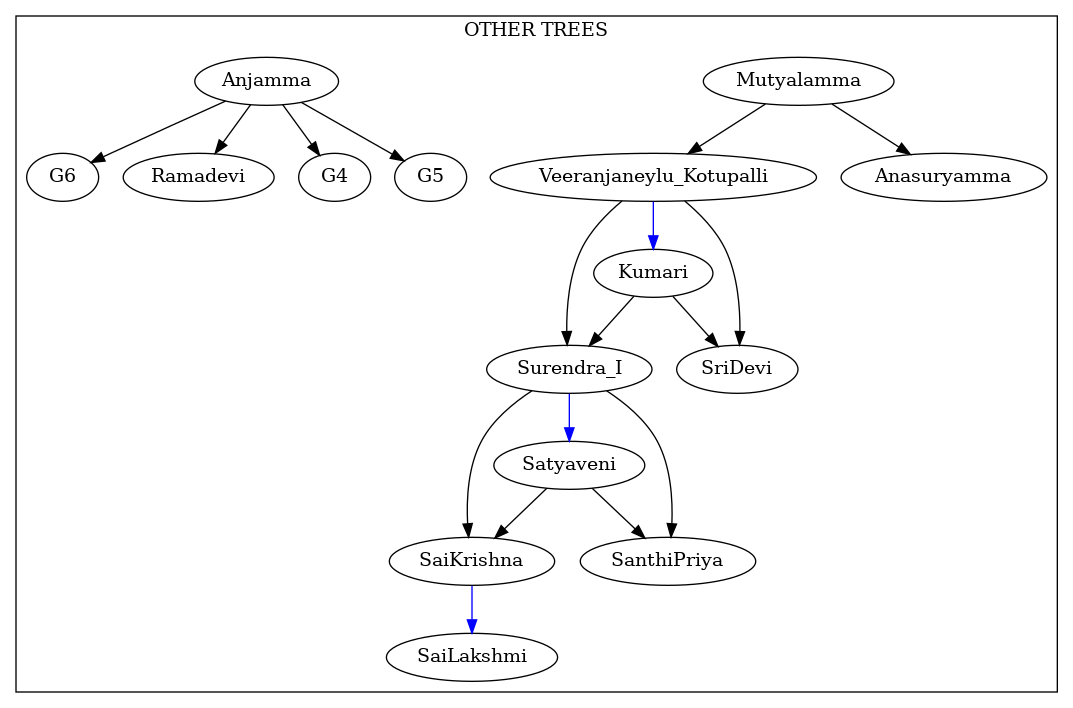 OTHER TREES
Anjamma
Mutyalamma
G6
Ramadevi
G4
G5
Veeranjaneylu_Kotupalli
Anasuryamma
Kumari
Surendra_I
SriDevi
Satyaveni
SaiKrishna
SanthiPriya
SaiLakshmi